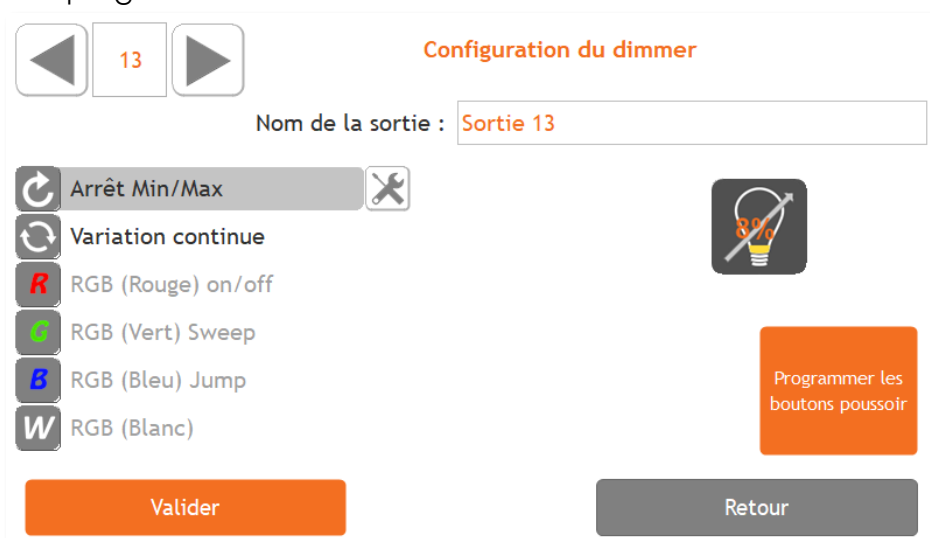 13
Configuration du dimmer
Nom de la sortie : Sortie 13
Arrêt Min/Max
Variation continue
8%
R RGB (Rouge) on/off
G RGB (Vert) Sweep
B RGB (Bleu) Jump
W RGB (Blanc)
Programmer les
boutons poussoir
Valider
Retour